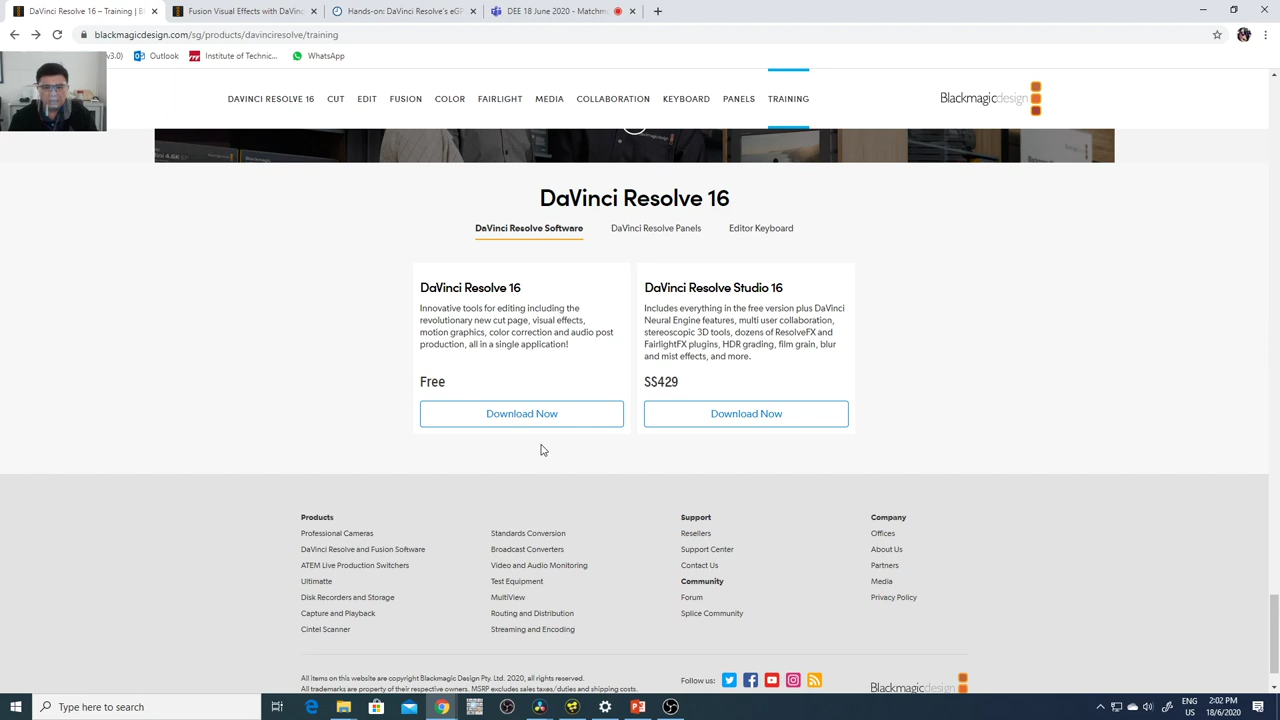 DaVinci Resolve 16 – Training | Bl
Fusion Visual Effects with DaVinci
Hands-on: DaVinci Resolve's eGP
DEE 18 June 2020 - Matchm
blackmagicdesign.com/sg/products/davinciresolve/training
v3.0)
Outlook
Institute of Technic...
WhatsApp
DAVINCI RESOLVE 16
CUT
EDIT
FUSION
COLOR
FAIRLIGHT
MEDIA
COLLABORATION
KEYBOARD
PANELS
TRAINING
Blackmagicdesign
DaVinci Resolve 16
DaVinci Resolve Software
DaVinci Resolve Panels
Editor Keyboard
DaVinci Resolve 16
Innovative tools for editing including the
revolutionary new cut page, visual effects,
motion graphics, color correction and audio post
production, all in a single application!
Free
Download Now
DaVinci Resolve Studio 16
Includes everything in the free version plus DaVinci
Neural Engine features, multi user collaboration,
stereoscopic 3D tools, dozens of ResolveFX and
FairlightFX plugins, HDR grading, film grain, blur
and mist effects, and more.
S$429
Download Now
Products
Professional Cameras
DaVinci Resolve and Fusion Software
ATEM Live Production Switchers
Ultimatte
Disk Recorders and Storage
Capture and Playback
Cintel Scanner
Standards Conversion
Broadcast Converters
Video and Audio Monitoring
Test Equipment
MultiView
Routing and Distribution
Streaming and Encoding
Support
Resellers
Support Center
Contact Us
Community
Forum
Splice Community
Company
Offices
About Us
Partners
Media
Privacy Policy
All items on this website are copyright Blackmagic Design Pty. Ltd. 2020, all rights reserved.
All trademarks are property of their respective owners. MSRP excludes sales taxes/duties and shipping costs.
Follow us:
Blackmagicdesign
Type here to search
ENG
US
2:02 PM
18/6/2020